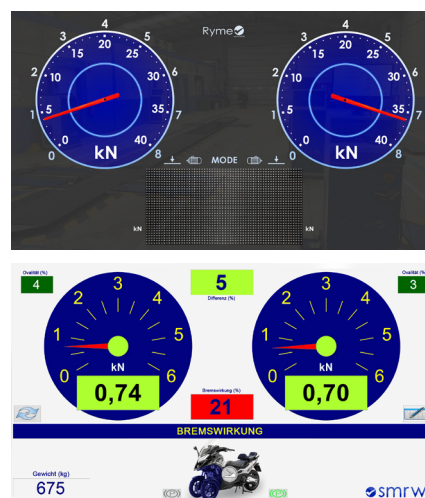 Ryme
0 1 2 3 4 5 6 7 8
5 10 15 20 25 30 35 40
kN
0 1 2 3 4 5 6 7 8
5 10 15 20 25 30 35 40
kN
MODE
kN kN
Ovalität (%)
4
5
Differenz (%)
Ovalität (%)
3
0 1 2 3 4 5 6
kN
0,74
0 1 2 3 4 5 6
kN
0,70
Bremswirkung (%)
21
BREMSWIRKUNG
Gewicht (kg)
675
(P) (P)
smrw